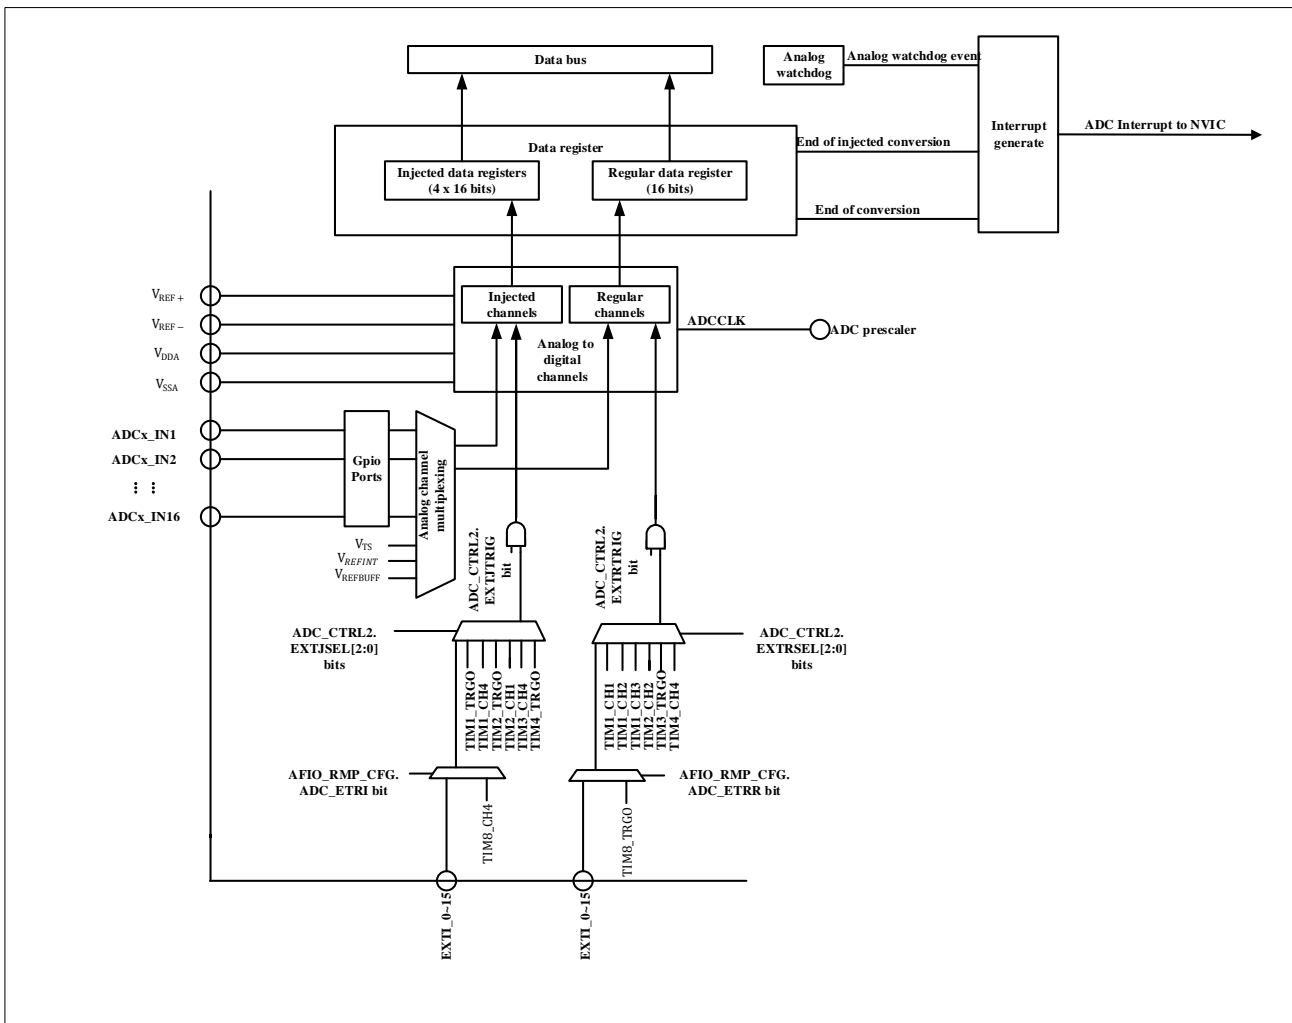 Data bus
Analog
watchdog
Analog watchdog event
Interrupt
generate
ADC Interrupt to NVIC
Data register
End of injected conversion
Injected data registers
(4 x 16 bits)
Regular data register
(16 bits)
End of conversion
VREF+
VREF-
VDDA
VSSA
Injected
channels
Regular
channels
Analog to
digital
channels
ADCCLK
ADC prescaler
ADCx_IN1
ADCx_IN2
⋮ ⋮
ADCx_IN16
Gpio
Ports
Analog channel
multiplexing
VTS
VREFINT
VREFBUFF
ADC_CTRL2.
EXTJTRIG
bit
ADC_CTRL2.
EXTRTRIG
bit
ADC_CTRL2.
EXTJSEL[2:0]
bits
ADC_CTRL2.
EXTRSEL[2:0]
bits
TIM1_TRGO
TIM1_CH4
TIM2_TRGO
TIM2_CH1
TIM3_CH4
TIM4_TRGO
TIM1_CH1
TIM1_CH2
TIM1_CH3
TIM2_CH2
TIM3_TRGO
TIM4_CH4
AFIO_RMP_CFG.
ADC_ETRI bit
AFIO_RMP_CFG.
ADC_ETRR bit
TIM8_CH4
TIM8_TRGO
EXTI_0~15
EXTI_0~15